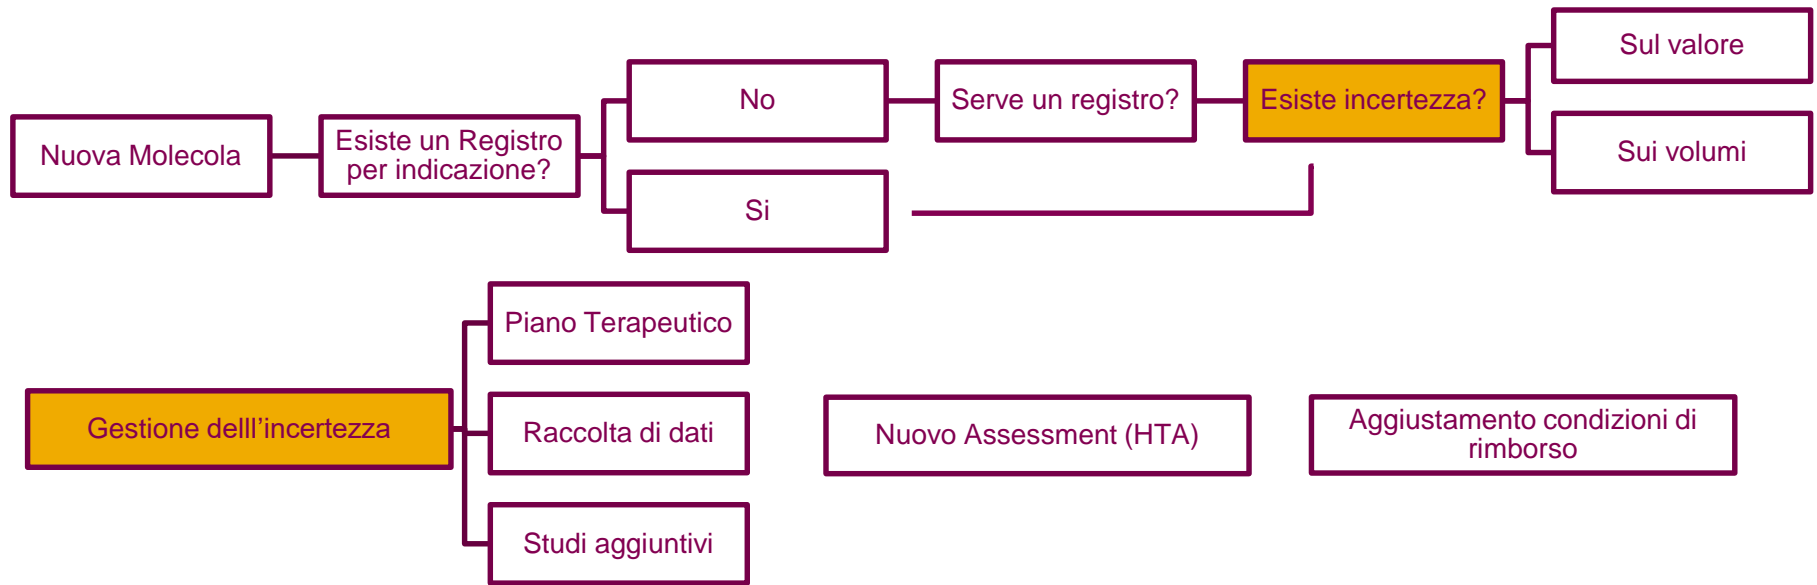 Nuova Molecola
Esiste un Registro
per indicazione?
No
Si
Serve un registro?
Esiste incertezza?
Sul valore
Sui volumi
Gestione delll'incertezza
Piano Terapeutico
Raccolta di dati
Studi aggiuntivi
Nuovo Assessment (HTA)
Aggiustamento condizioni di
rimborso